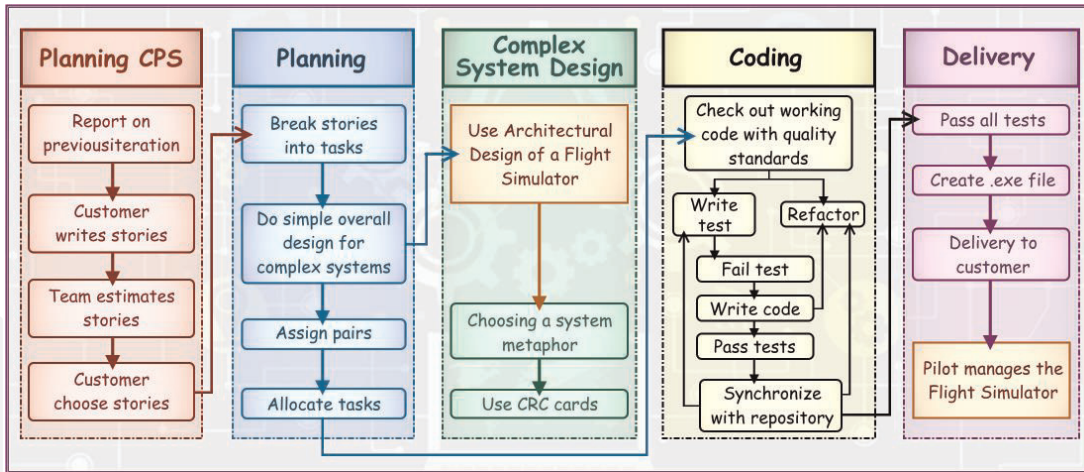 Planning CPS
Report on
previousiteration
Customer
writes stories
Team estimates
stories
Customer
choose stories
Planning
Break stories
into tasks
Do simple overall
design for
complex systems
Assign pairs
Allocate tasks
Complex
System Design
Use Architectural
Design of a Flight
Simulator
Choosing a system
metaphor
Use CRC cards
Coding
Check out working
code with quality
standards
Write
test
Refactor
Fail test
Write code
Pass tests
Synchronize
with repository
Delivery
Pass all tests
Create .exe file
Delivery to
customer
Pilot manages the
Flight Simulator